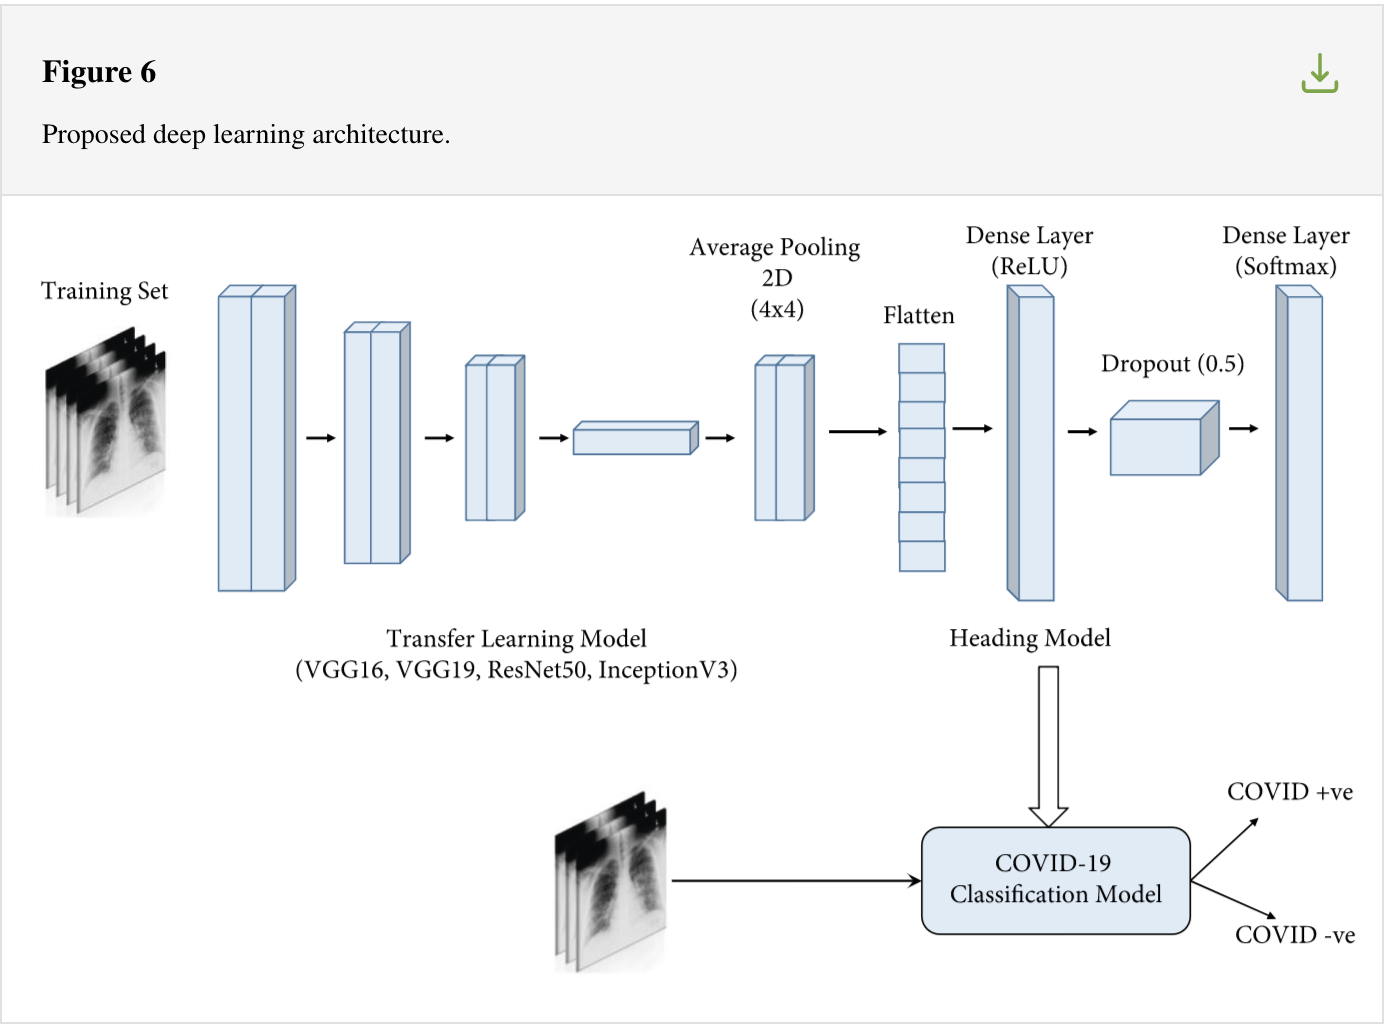 Figure 6
Proposed deep learning architecture.
Training Set
Average Pooling
2D
(4x4)
Flatten
Dense Layer
(ReLU)
Dropout (0.5)
Dense Layer
(Softmax)
Transfer Learning Model
(VGG16, VGG19, ResNet50, InceptionV3)
Heading Model
COVID-19
Classification Model
COVID +ve
COVID -ve